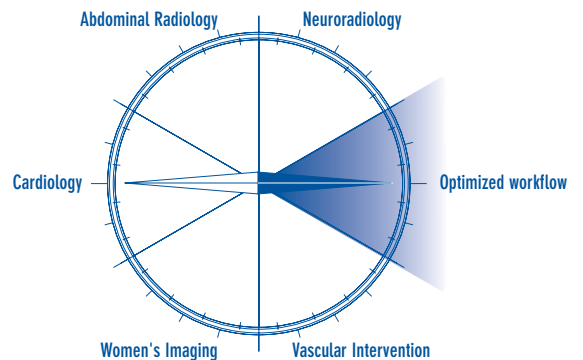 Abdominal Radiology
Neuroradiology
Cardiology
Optimized workflow
Women's Imaging
Vascular Intervention